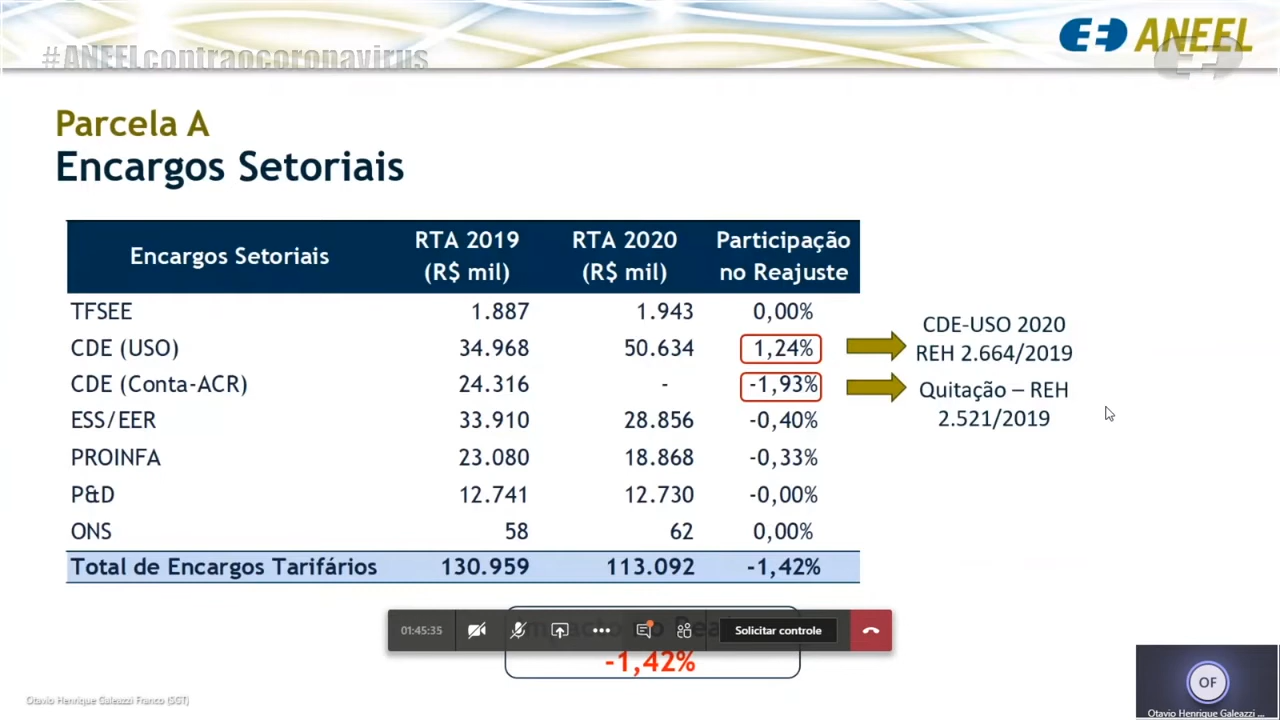 #ANEELcontraocoronavirus
ANEEL
Parcela A
Encargos Setoriais
Encargos Setoriais RTA 2019 (R$ mil) RTA 2020 (R$ mil) Participação no Reajuste
TFSEE 1.887 1.943 0,00%
CDE (USO) 34.968 50.634 1,24%
CDE (Conta-ACR) 24.316 - -1,93%
ESS/EER 33.910 28.856 -0,40%
PROINFA 23.080 18.868 -0,33%
P&D 12.741 12.730 -0,00%
ONS 58 62 0,00%
Total de Encargos Tarifários 130.959 113.092 -1,42%
CDE-USO 2020
REH 2.664/2019
Quitação – REH
2.521/2019
01:45:35
Solicitar controle
-1,42%
OF
Otavio Henrique Galeazzi ...
Otavio Henrique Galeazzi Franco (SGT)